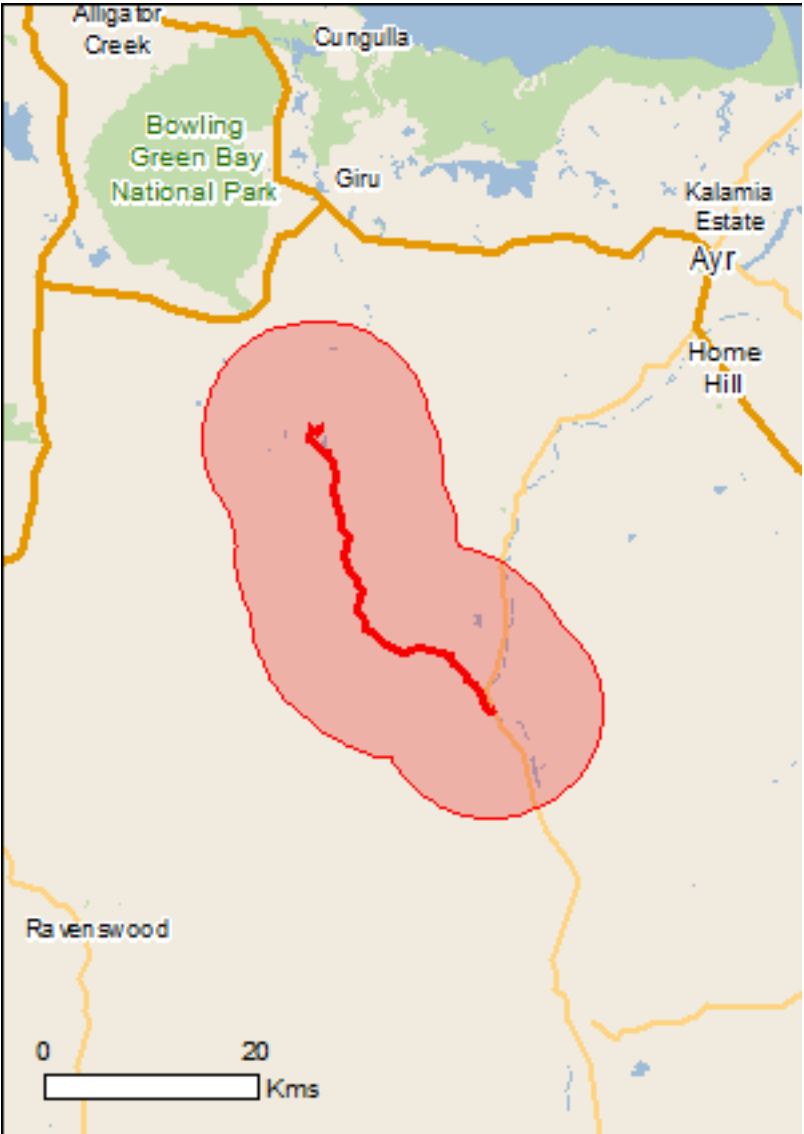 Alligator
Creek
Cungulla
Bowling
Green Bay
National Park
Giru
Kalamia
Estate
Ayr
Home
Hill
Ravenswood
0 20
Kms